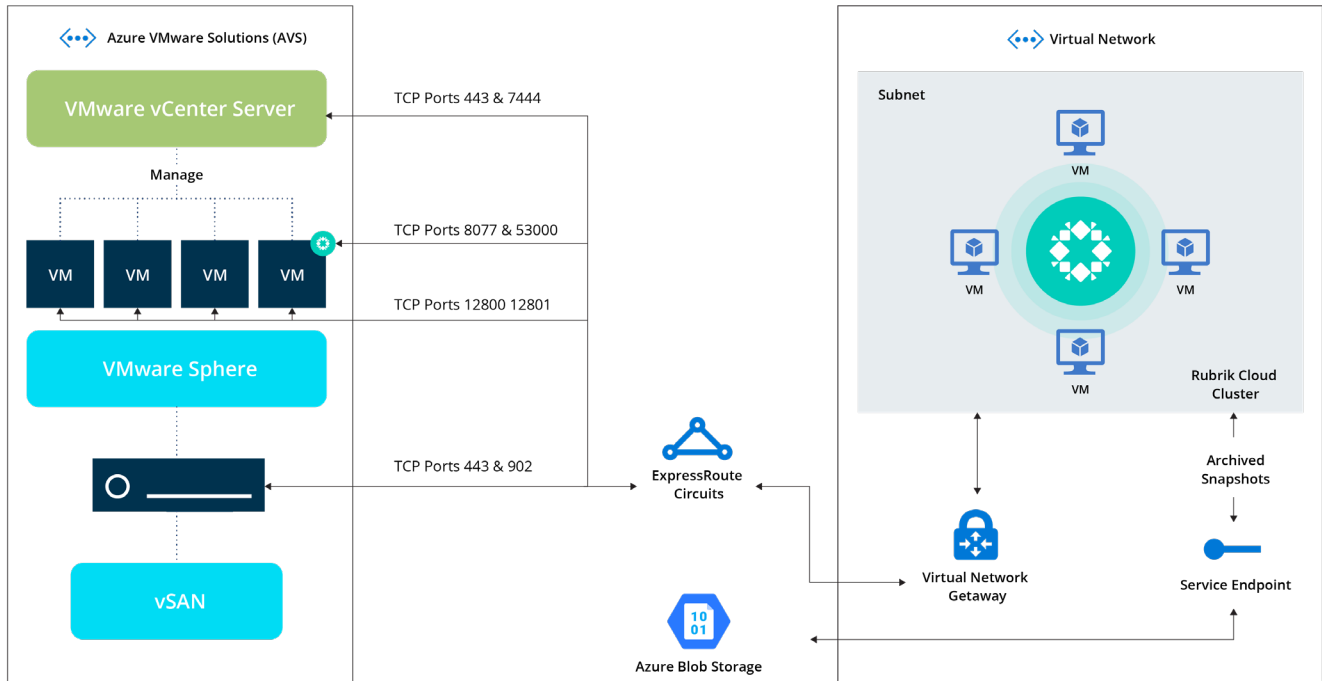 Azure VMware Solutions (AVS)
VMware vCenter Server
Manage
VM
VM
VM
VM
VMware Sphere
vSAN
TCP Ports 443 & 7444
TCP Ports 8077 & 53000
TCP Ports 12800 12801
TCP Ports 443 & 902
ExpressRoute
Circuits
10
01
Azure Blob Storage
Virtual Network
Subnet
VM
VM
VM
VM
Rubrik Cloud
Cluster
Archived
Snapshots
Virtual Network
Getaway
Service Endpoint